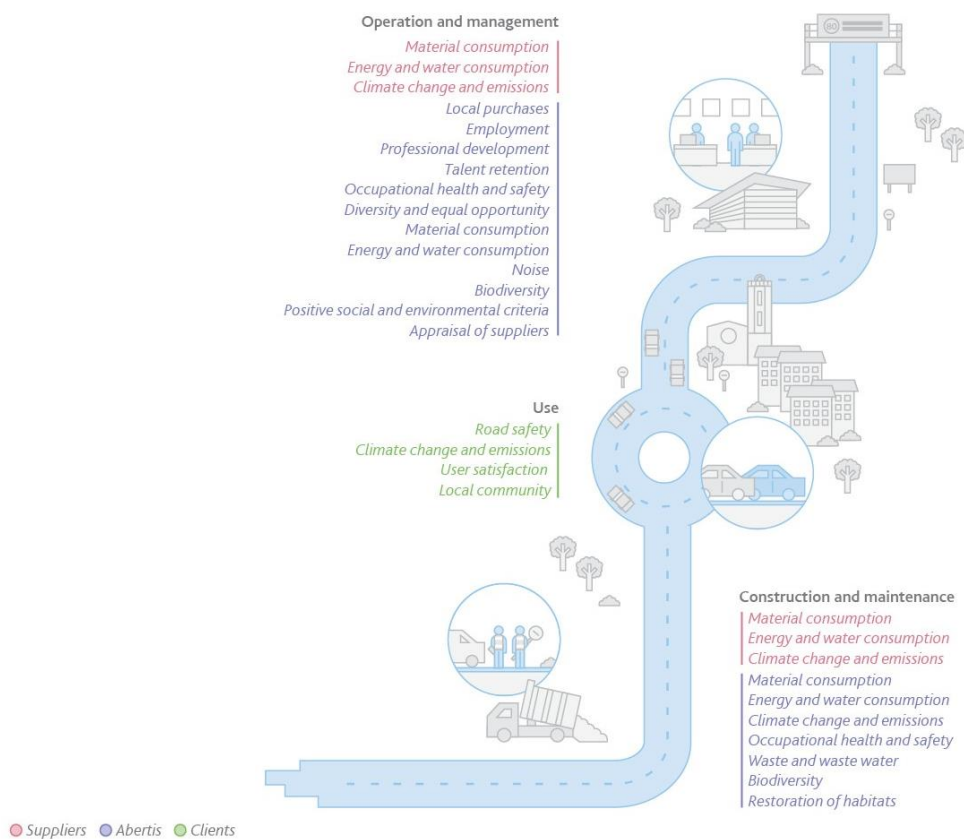 Operation and management
Material consumption
Energy and water consumption
Climate change and emissions
Local purchases
Employment
Professional development
Talent retention
Occupational health and safety
Diversity and equal opportunity
Material consumption
Energy and water consumption
Noise
Biodiversity
Positive social and environmental criteria
Appraisal of suppliers
80
Use
Road safety
Climate change and emissions
User satisfaction
Local community
Construction and maintenance
Material consumption
Energy and water consumption
Climate change and emissions
Material consumption
Energy and water consumption
Climate change and emissions
Occupational health and safety
Waste and waste water
Biodiversity
Restoration of habitats
Suppliers Abertis Clients